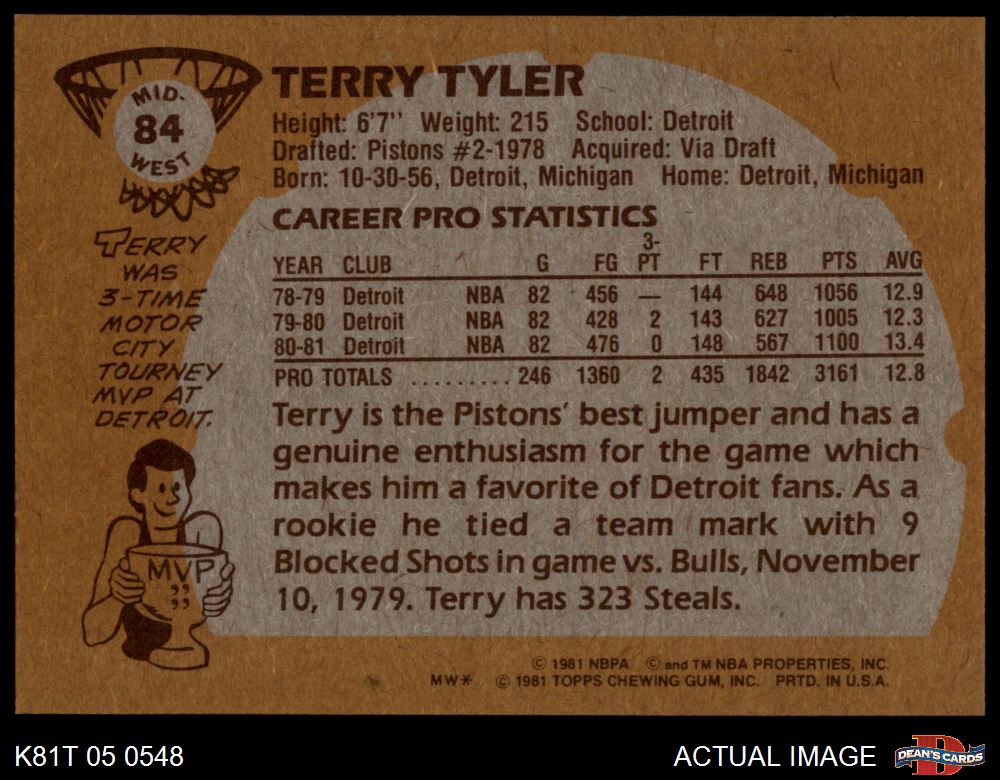 MID-
84
WEST
TERRY TYLER
Height: 6'7" Weight: 215 School: Detroit
Drafted: Pistons #2-1978 Acquired: Via Draft
Born: 10-30-56, Detroit, Michigan Home: Detroit, Michigan
CAREER PRO STATISTICS
YEAR CLUB G FG 3-PT FT REB PTS AVG
78-79 Detroit NBA 82 456 — 144 648 1056 12.9
79-80 Detroit NBA 82 428 2 143 627 1005 12.3
80-81 Detroit NBA 82 476 0 148 567 1100 13.4
PRO TOTALS .......... 246 1360 2 435 1842 3161 12.8
TERRY
WAS
3-TIME
MOTOR
CITY
TOURNEY
MVP AT
DETROIT.
MVP
Terry is the Pistons' best jumper and has a
genuine enthusiasm for the game which
makes him a favorite of Detroit fans. As a
rookie he tied a team mark with 9
Blocked Shots in game vs. Bulls, November
10, 1979. Terry has 323 Steals.
© 1981 NBPA © and TM NBA PROPERTIES, INC.
MW* © 1981 TOPPS CHEWING GUM, INC. PRTD. IN U.S.A.
K81T 05 0548
ACTUAL IMAGE
DEAN'S CARDS